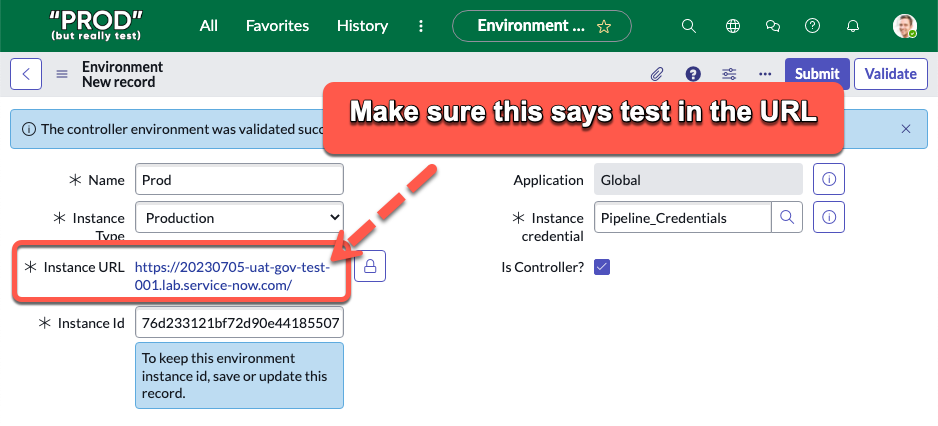 “PROD”
(but really test)
All
Favorites
History
Environment ...
Environment
New record
Submit
Validate
Make sure this says test in the URL
The controller environment was validated succ
Name
Prod
Application
Global
Instance Type
Production
Instance credential
Pipeline_Credentials
Instance URL
https://20230705-uat-gov-test-
001.lab.service-now.com/
Is Controller?
Instance Id
76d233121bf72d90e44185507
To keep this environment
instance id, save or update this
record.